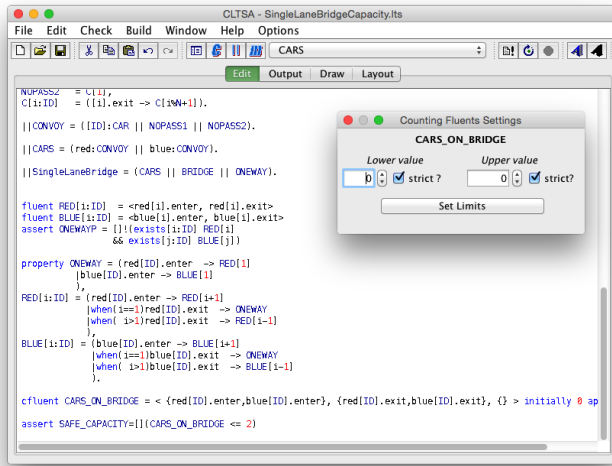 CLTSA - SingleLaneBridgeCapacity.lts
File Edit Check Build Window Help Options
CARS
Edit Output Draw Layout
NOPASS2 = C[1],
C[i:ID] = ([i].exit -> C[i%N+1]).
||CONVOY = ([ID]:CAR || NOPASS1 || NOPASS2).
||CARS = (red:CONVOY || blue:CONVOY).
||SingleLaneBridge = (CARS || BRIDGE || ONEWAY).
fluent RED[i:ID] = <red[i].enter, red[i].exit>
fluent BLUE[i:ID] = <blue[i].enter, blue[i].exit>
assert ONEWAYP = []!(exists[i:ID] RED[i]
&& exists[j:ID] BLUE[j])
property ONEWAY = (red[ID].enter -> RED[1]
|blue[ID].enter -> BLUE[1]
),
RED[i:ID] = (red[ID].enter -> RED[i+1]
|when(i==1)red[ID].exit -> ONEWAY
|when( i>1)red[ID].exit -> RED[i-1]
),
BLUE[i:ID] = (blue[ID].enter -> BLUE[i+1]
|when(i==1)blue[ID].exit -> ONEWAY
|when( i>1)blue[ID].exit -> BLUE[i-1]
).
cfluent CARS_ON_BRIDGE = < {red[ID].enter,blue[ID].enter}, {red[ID].exit,blue[ID].exit}, {} > initially 0 ap
assert SAFE_CAPACITY=[](CARS_ON_BRIDGE <= 2)
Counting Fluents Settings
CARS_ON_BRIDGE
Lower value Upper value
0 strict ? 0 strict?
Set Limits